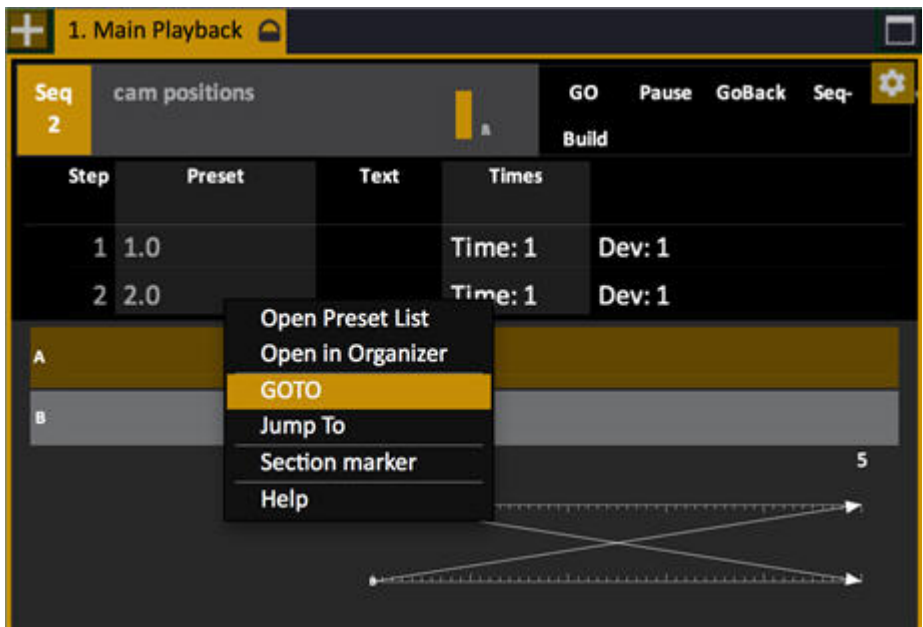 1. Main Playback
Seq 2
cam positions
GO Pause GoBack Seq-
Build
Step Preset Text Times
1 1.0 Time: 1 Dev: 1
2 2.0 Time: 1 Dev: 1
Open Preset List
Open in Organizer
GOTO
Jump To
Section marker
Help
A
B
5